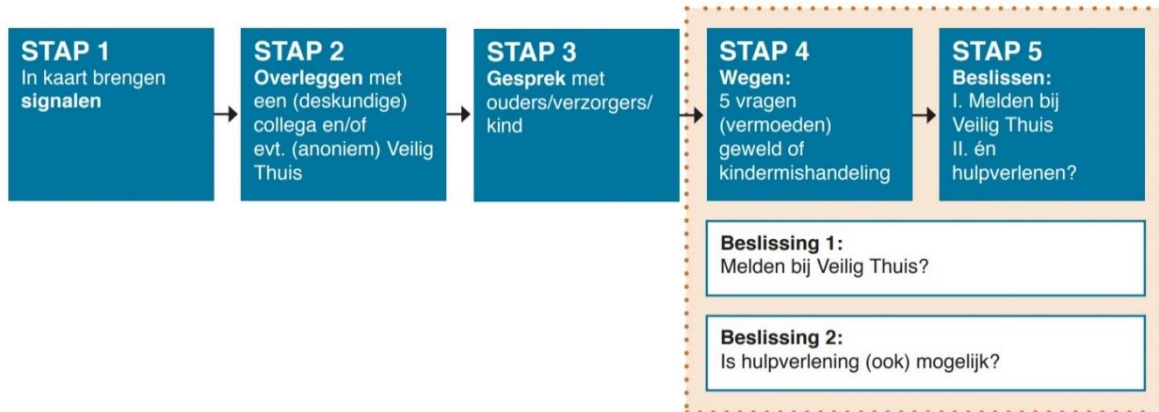 STAP 1
In kaart brengen
signalen
STAP 2
Overleggen met
een (deskundige)
collega en/of
evt. (anoniem) Veilig
Thuis
STAP 3
Gesprek met
ouders/verzorgers/
kind
STAP 4
Wegen:
5 vragen
(vermoeden)
geweld of
kindermishandeling
STAP 5
Beslissen:
I. Melden bij
Veilig Thuis
II. én
hulpverlenen?
Beslissing 1:
Melden bij Veilig Thuis?
Beslissing 2:
Is hulpverlening (ook) mogelijk?